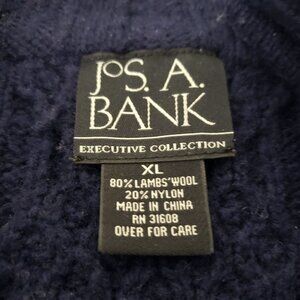 JOS. A.
BANK
EXECUTIVE COLLECTION
XL
80% LAMBS' WOOL
20% NYLON
MADE IN CHINA
RN 31608
OVER FOR CARE